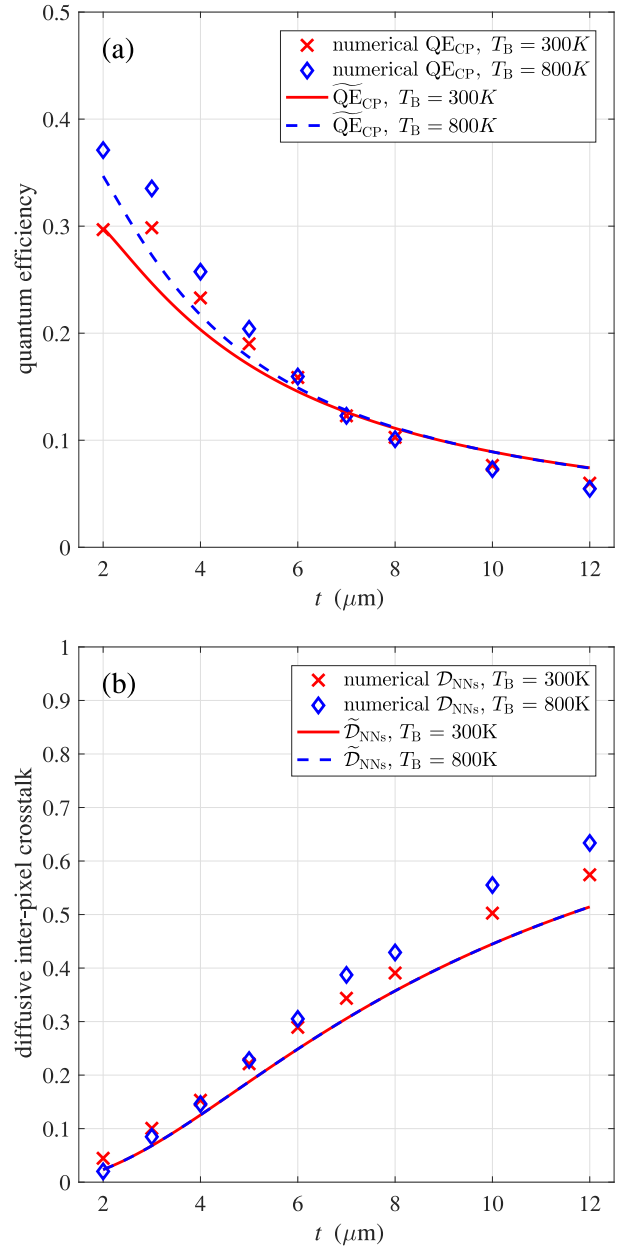 (a)
numerical QE_CP, T_B = 300K
numerical QE_CP, T_B = 800K
Q͠E_CP, T_B = 300K
Q͠E_CP, T_B = 800K
0.5
0.4
0.3
0.2
0.1
0
quantum efficiency
2 4 6 8 10 12
t (μm)
(b)
numerical 𝒟_NNs, T_B = 300K
numerical 𝒟_NNs, T_B = 800K
𝒟̃_NNs, T_B = 300K
𝒟̃_NNs, T_B = 800K
1
0.9
0.8
0.7
0.6
0.5
0.4
0.3
0.2
0.1
0
diffusive inter-pixel crosstalk
2 4 6 8 10 12
t (μm)